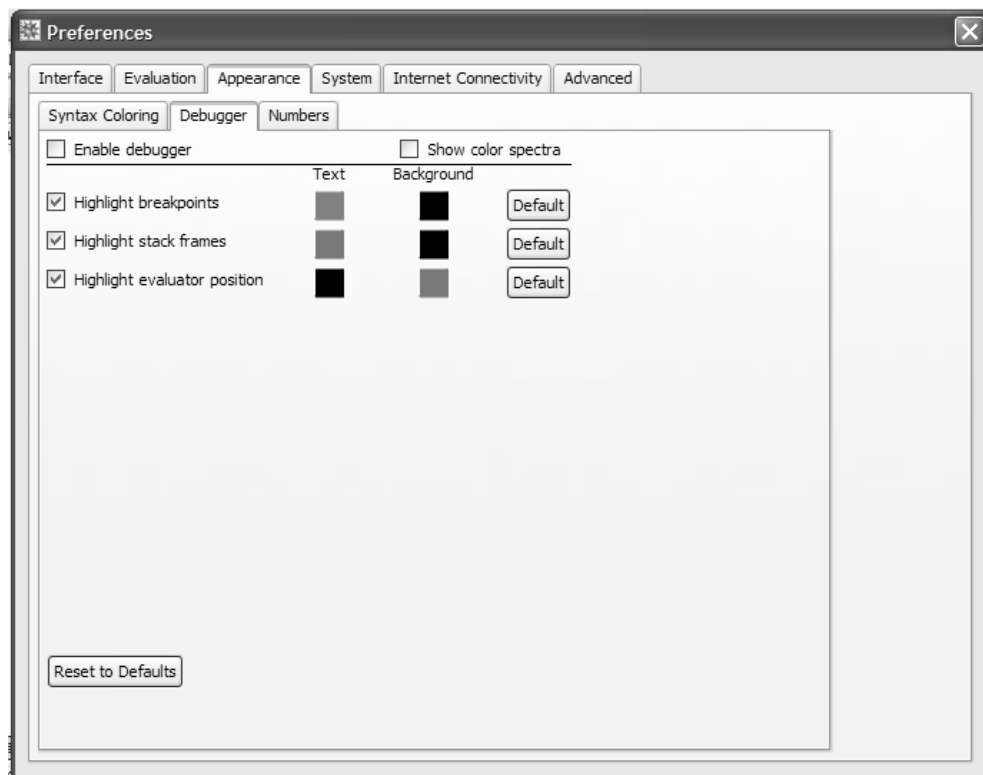 Preferences
Interface Evaluation Appearance System Internet Connectivity Advanced
Syntax Coloring Debugger Numbers
Enable debugger Show color spectra
Text Background
Highlight breakpoints Default
Highlight stack frames Default
Highlight evaluator position Default
Reset to Defaults